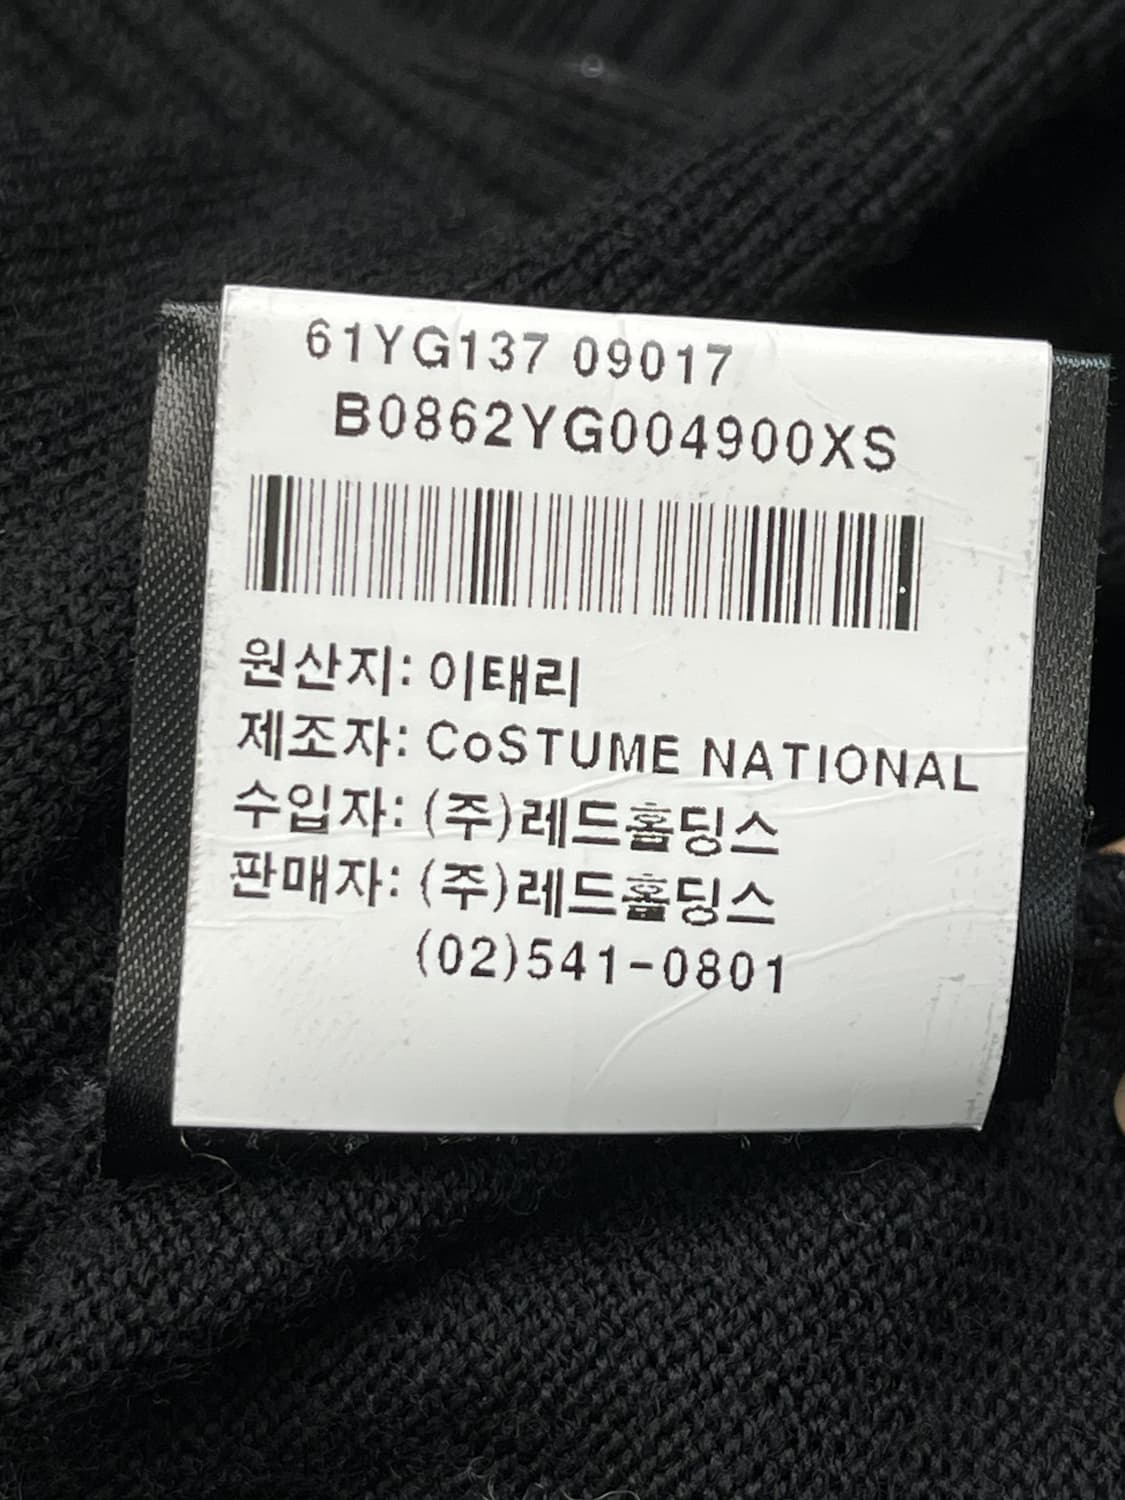 61YG137 09017
B0862YG004900XS
원산지: 이태리
제조자: CoSTUME NATIONAL
수입자: (주)레드홀딩스
판매자: (주)레드홀딩스
(02)541-0801